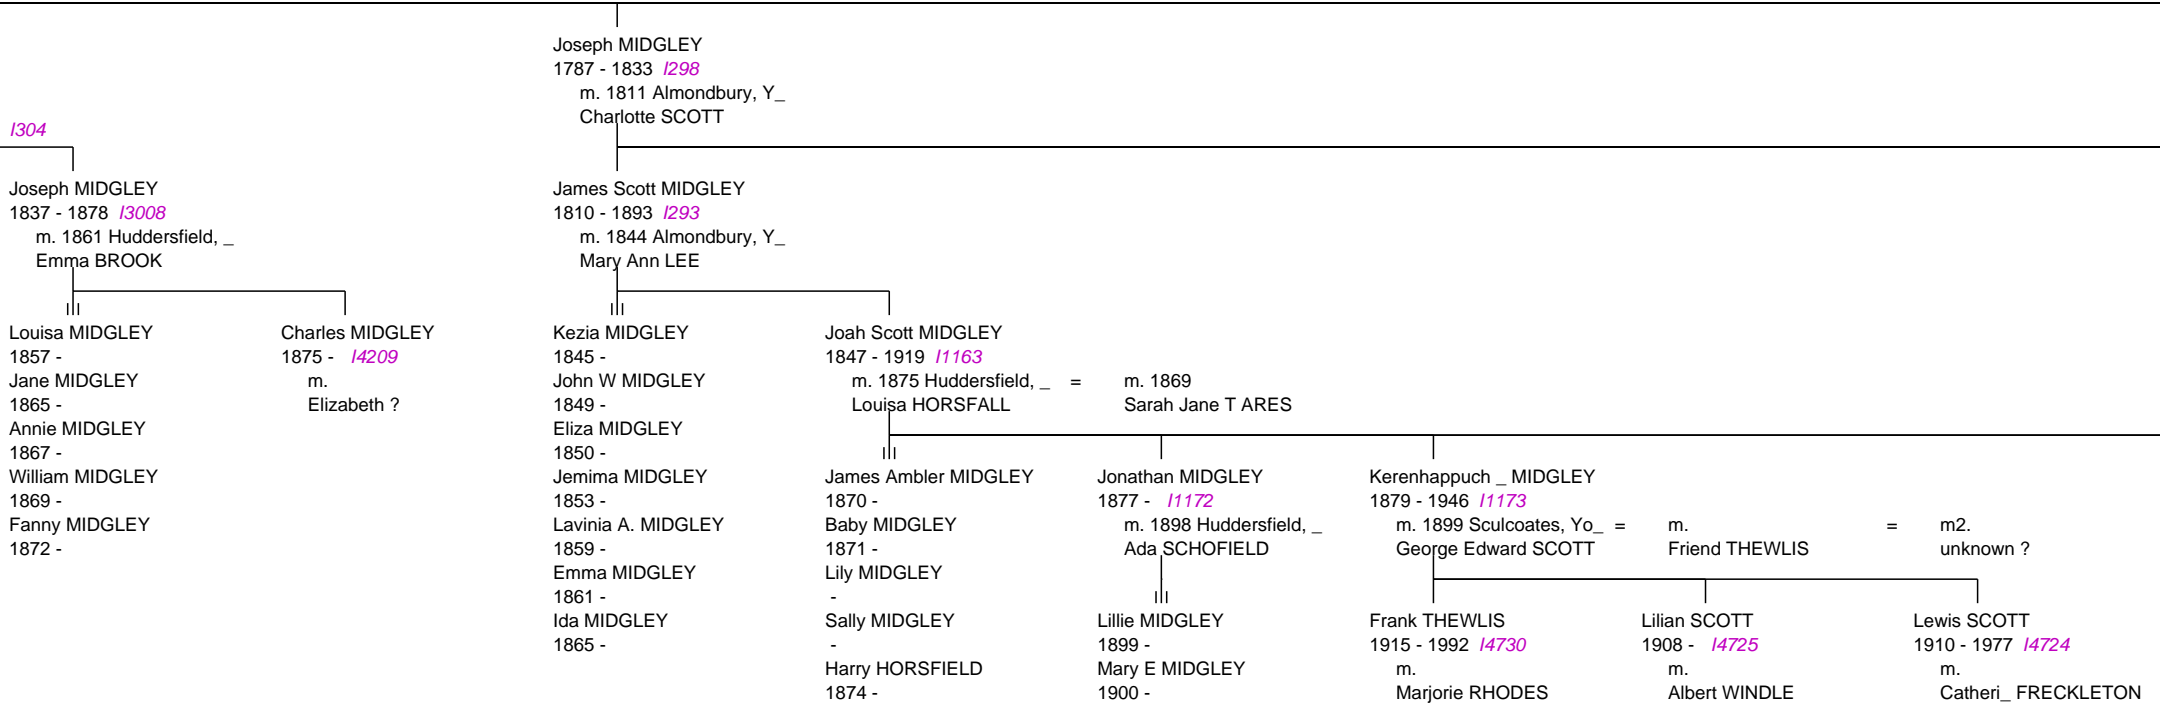 Joseph MIDGLEY
1787 - 1833 I298
m. 1811 Almondbury, Y_
Charlotte SCOTT
I304
Joseph MIDGLEY
1837 - 1878 I3008
m. 1861 Huddersfield, _
Emma BROOK
James Scott MIDGLEY
1810 - 1893 I293
m. 1844 Almondbury, Y_
Mary Ann LEE
Louisa MIDGLEY
1857 -
Jane MIDGLEY
1865 -
Annie MIDGLEY
1867 -
William MIDGLEY
1869 -
Fanny MIDGLEY
1872 -
Charles MIDGLEY
1875 - I4209
m.
Elizabeth ?
Kezia MIDGLEY
1845 -
John W MIDGLEY
1849 -
Eliza MIDGLEY
1850 -
Jemima MIDGLEY
1853 -
Lavinia A. MIDGLEY
1859 -
Emma MIDGLEY
1861 -
Ida MIDGLEY
1865 -
Joah Scott MIDGLEY
1847 - 1919 I1163
m. 1875 Huddersfield, _ = m. 1869
Louisa HORSFALL Sarah Jane T ARES
James Ambler MIDGLEY
1870 -
Baby MIDGLEY
1871 -
Lily MIDGLEY
-
Sally MIDGLEY
-
Harry HORSFIELD
1874 -
Jonathan MIDGLEY
1877 - I1172
m. 1898 Huddersfield, _
Ada SCHOFIELD
Lillie MIDGLEY
1899 -
Mary E MIDGLEY
1900 -
Kerenhappuch _ MIDGLEY
1879 - 1946 I1173
m. 1899 Sculcoates, Yo_ = m. = m2.
George Edward SCOTT Friend THEWLIS unknown ?
Frank THEWLIS
1915 - 1992 I4730
m.
Marjorie RHODES
Lilian SCOTT
1908 - I4725
m.
Albert WINDLE
Lewis SCOTT
1910 - 1977 I4724
m.
Catheri_ FRECKLETON